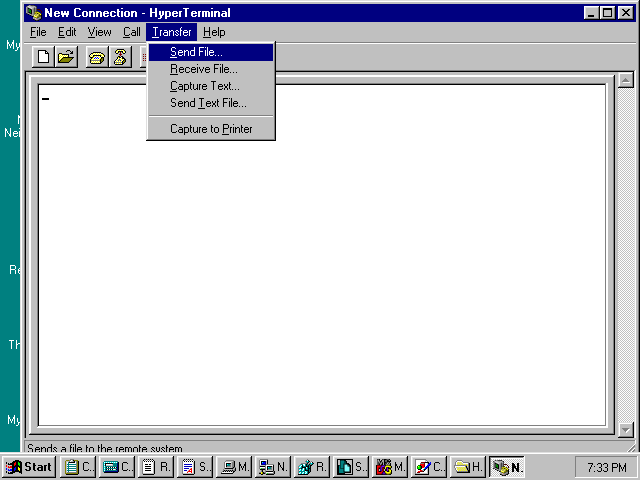 New Connection - HyperTerminal
File Edit View Call Transfer Help
My
Send File...
Receive File...
Capture Text...
Send Text File...
Nei
Capture to Printer
Re
Th
My
Sends a file to the remote system
Start C.. C.. R. S.. M. N. R. S.. M. C.. H. N. 7:33 PM